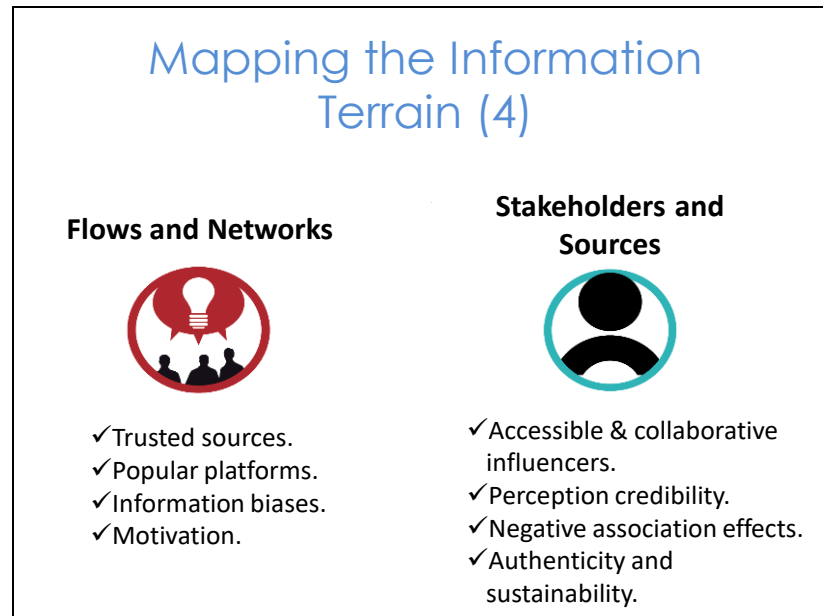 Mapping the Information
Terrain (4)
Flows and Networks
✓Trusted sources.
✓Popular platforms.
✓Information biases.
✓Motivation.
Stakeholders and
Sources
✓Accessible & collaborative
influencers.
✓Perception credibility.
✓Negative association effects.
✓Authenticity and
sustainability.